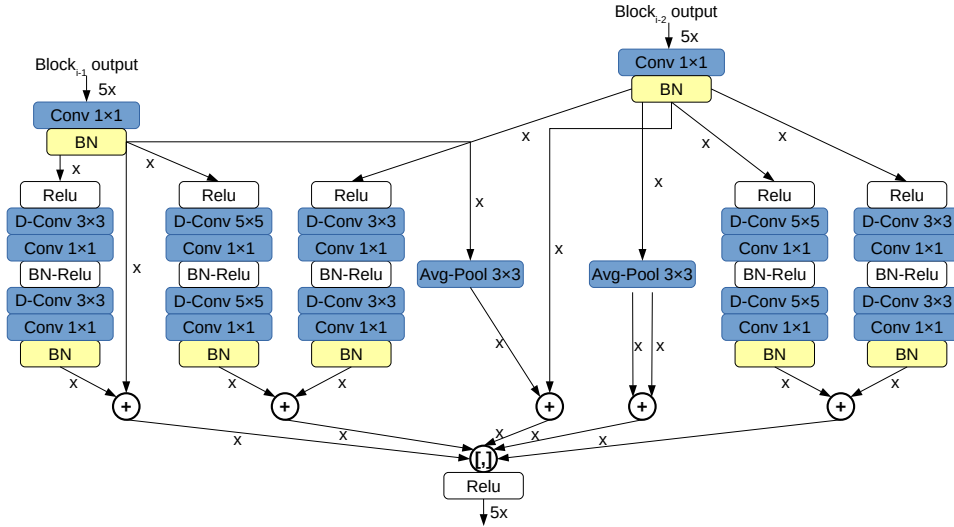 Block_{i-2} output
5x
Conv 1×1
BN
Block_{i-1} output
5x
Conv 1×1
BN
x
x
x
x
x
x
x
x
x
Relu
D-Conv 3×3
Conv 1×1
BN-Relu
D-Conv 3×3
Conv 1×1
BN
Relu
D-Conv 5×5
Conv 1×1
BN-Relu
D-Conv 5×5
Conv 1×1
BN
Relu
D-Conv 3×3
Conv 1×1
BN-Relu
D-Conv 3×3
Conv 1×1
BN
Avg-Pool 3×3
Avg-Pool 3×3
Relu
D-Conv 5×5
Conv 1×1
BN-Relu
D-Conv 5×5
Conv 1×1
BN
Relu
D-Conv 3×3
Conv 1×1
BN-Relu
D-Conv 3×3
Conv 1×1
BN
x
x
x
x
x
x
x
x
x
+
+
+
+
+
x
x
x
x
x
[,]
Relu
5x